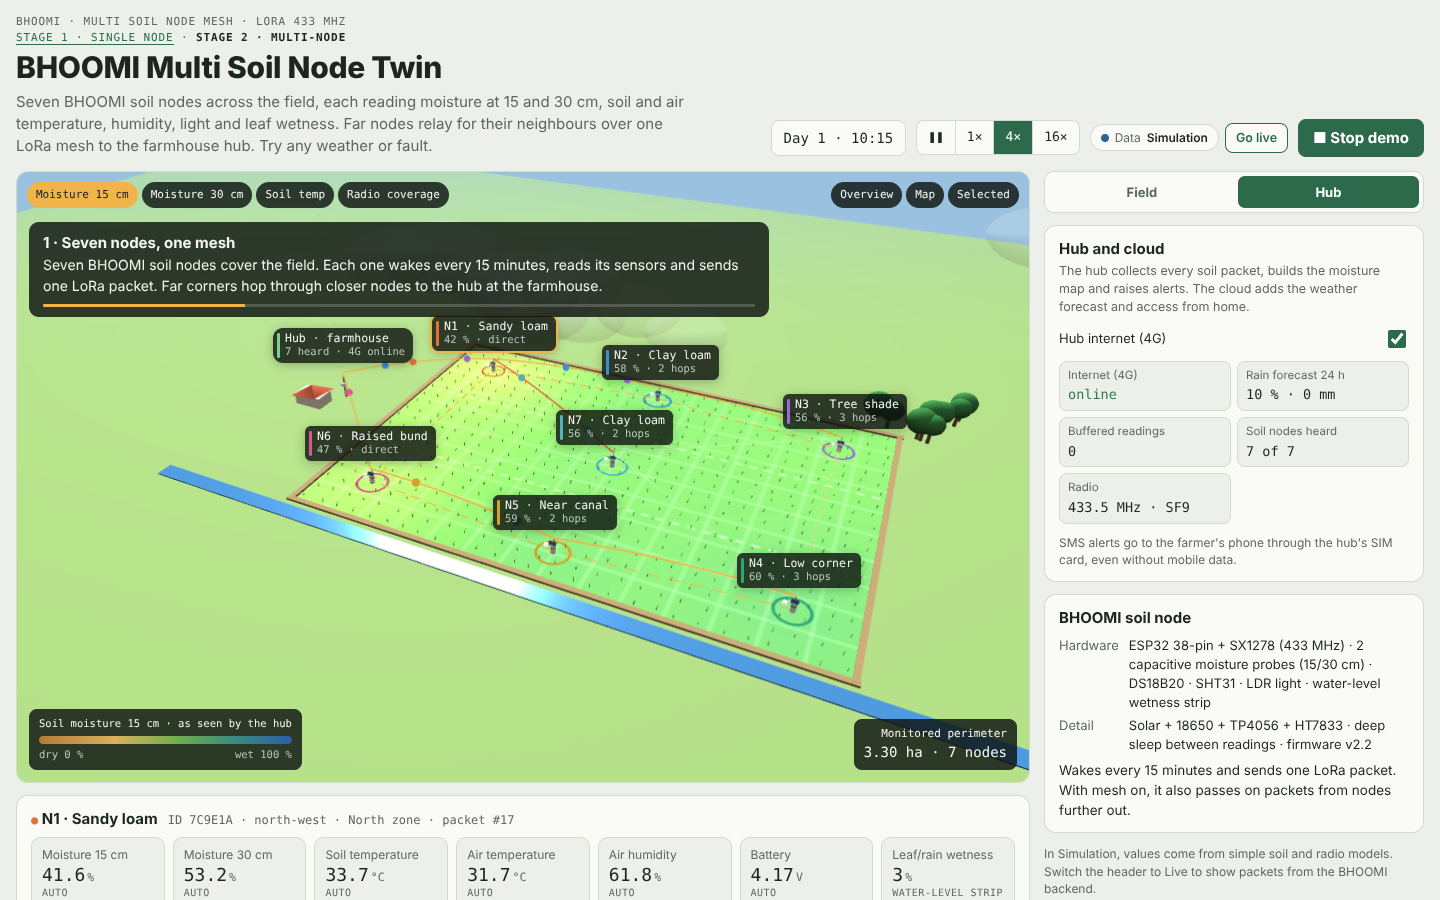 BHOOMI · MULTI SOIL NODE MESH · LORA 433 MHZ
STAGE 1 · SINGLE NODE · STAGE 2 · MULTI-NODE
BHOOMI Multi Soil Node Twin
Seven BHOOMI soil nodes across the field, each reading moisture at 15 and 30 cm, soil and air
temperature, humidity, light and leaf wetness. Far nodes relay for their neighbours over one
LoRa mesh to the farmhouse hub. Try any weather or fault.
Day 1 · 10:15
1×
4×
16×
Data Simulation
Go live
Stop demo
Moisture 15 cm
Moisture 30 cm
Soil temp
Radio coverage
Overview
Map
Selected
1 · Seven nodes, one mesh
Seven BHOOMI soil nodes cover the field. Each one wakes every 15 minutes, reads its sensors and sends
one LoRa packet. Far corners hop through closer nodes to the hub at the farmhouse.
Hub · farmhouse
7 heard · 4G online
N1 · Sandy loam
42 % · direct
N2 · Clay loam
58 % · 2 hops
N3 · Tree shade
56 % · 3 hops
N7 · Clay loam
56 % · 2 hops
N6 · Raised bund
47 % · direct
N5 · Near canal
59 % · 2 hops
N4 · Low corner
60 % · 3 hops
Soil moisture 15 cm · as seen by the hub
dry 0 %
wet 100 %
Monitored perimeter
3.30 ha · 7 nodes
N1 · Sandy loam ID 7C9E1A · north-west · North zone · packet #17
Moisture 15 cm
41.6 %
AUTO
Moisture 30 cm
53.2 %
AUTO
Soil temperature
33.7 °C
AUTO
Air temperature
31.7 °C
AUTO
Air humidity
61.8 %
AUTO
Battery
4.17 V
AUTO
Leaf/rain wetness
3 %
WATER-LEVEL STRIP
Field
Hub
Hub and cloud
The hub collects every soil packet, builds the moisture
map and raises alerts. The cloud adds the weather
forecast and access from home.
Hub internet (4G)
Internet (4G)
online
Rain forecast 24 h
10 % · 0 mm
Buffered readings
0
Soil nodes heard
7 of 7
Radio
433.5 MHz · SF9
SMS alerts go to the farmer's phone through the hub's SIM
card, even without mobile data.
BHOOMI soil node
Hardware ESP32 38-pin + SX1278 (433 MHz) · 2
capacitive moisture probes (15/30 cm) ·
DS18B20 · SHT31 · LDR light · water-level
wetness strip
Detail Solar + 18650 + TP4056 + HT7833 · deep
sleep between readings · firmware v2.2
Wakes every 15 minutes and sends one LoRa packet.
With mesh on, it also passes on packets from nodes
further out.
In Simulation, values come from simple soil and radio models.
Switch the header to Live to show packets from the BHOOMI
backend.